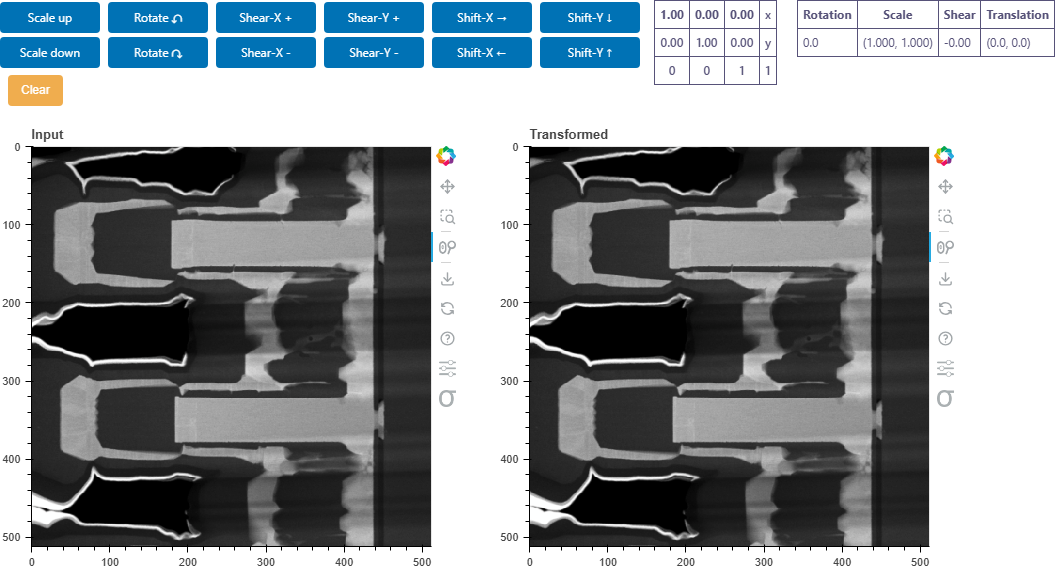 Scale up Rotate ↶ Shear-X + Shear-Y + Shift-X → Shift-Y ↓
Scale down Rotate ↷ Shear-X - Shear-Y - Shift-X ← Shift-Y ↑
Clear
1.00 0.00 0.00 x
0.00 1.00 0.00 y
0 0 1 1
Rotation Scale Shear Translation
0.0 (1.000, 1.000) -0.00 (0.0, 0.0)
Input
0
100
200
300
400
500
0 100 200 300 400 500
σ
Transformed
0
100
200
300
400
500
0 100 200 300 400 500
σ